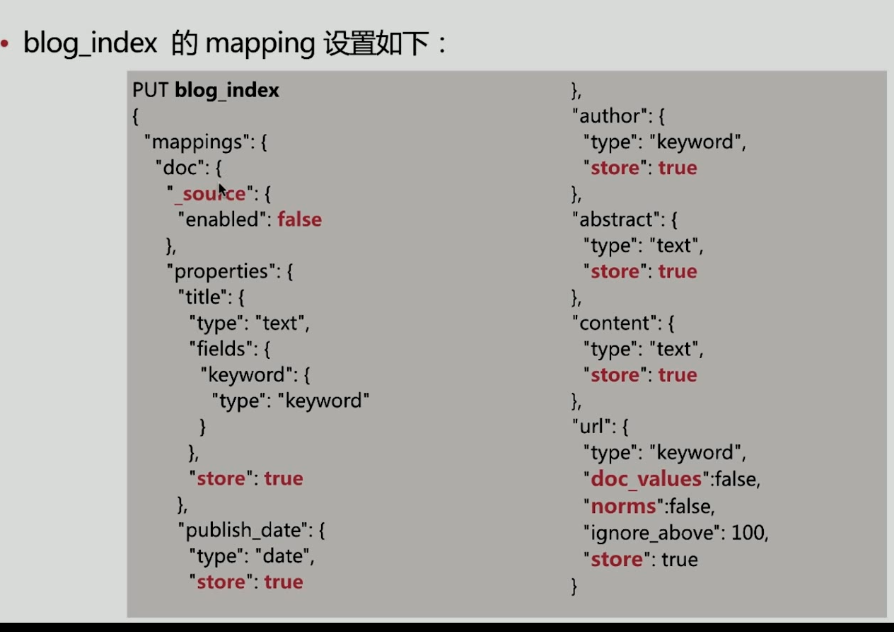 • blog_index 的 mapping 设置如下：
PUT blog_index
{
"mappings": {
"doc": {
"_source": {
"enabled": false
},
"properties": {
"title": {
"type": "text",
"fields": {
"keyword": {
"type": "keyword"
}
},
"store": true
},
"publish_date": {
"type": "date",
"store": true
},
"author": {
"type": "keyword",
"store": true
},
"abstract": {
"type": "text",
"store": true
},
"content": {
"type": "text",
"store": true
},
"url": {
"type": "keyword",
"doc_values":false,
"norms":false,
"ignore_above": 100,
"store": true
}